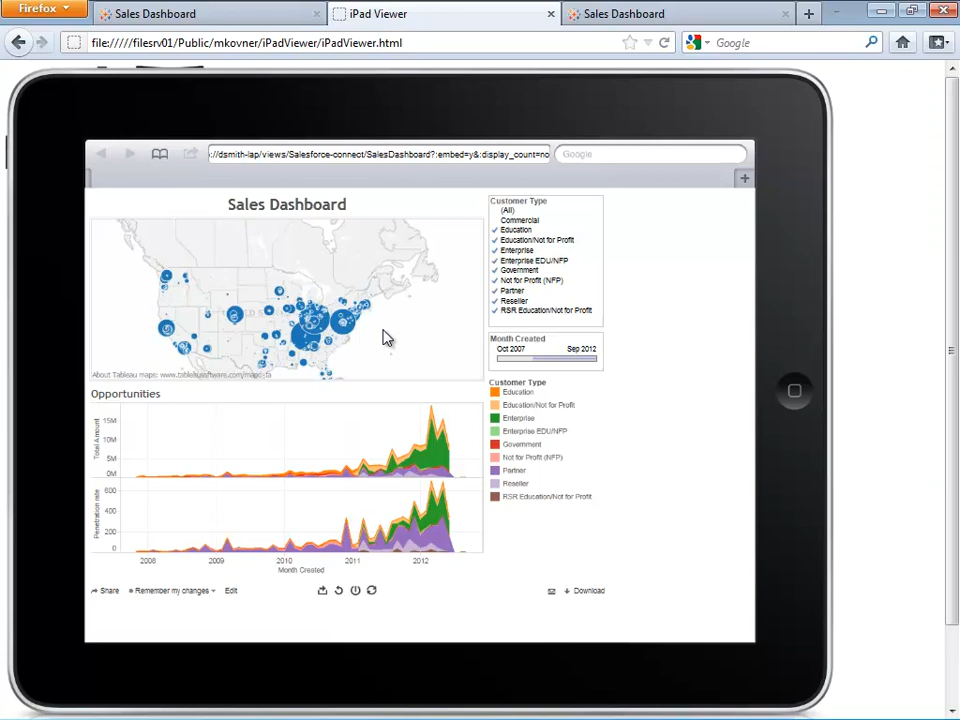 Firefox
Sales Dashboard
iPad Viewer
Sales Dashboard
file://///filesrv01/Public/mkovner/iPadViewer/iPadViewer.html
Google
://dsmith-lap/views/Salesforce-connect/SalesDashboard?:embed=y&:display_count=no
Google
Sales Dashboard
About Tableau maps: www.tableausoftware.com/mapdata
Customer Type
(All)
Commercial
Education
Education/Not for Profit
Enterprise
Enterprise EDU/NFP
Government
Not for Profit (NFP)
Partner
Reseller
RSR Education/Not for Profit
Month Created
Oct 2007 Sep 2012
Customer Type
Education
Education/Not for Profit
Enterprise
Enterprise EDU/NFP
Government
Not for Profit (NFP)
Partner
Reseller
RSR Education/Not for Profit
Opportunities
Total Amount
15M
10M
5M
0M
Penetration rate
600
400
200
0
2008 2009 2010 2011 2012
Month Created
Share Remember my changes Edit Download